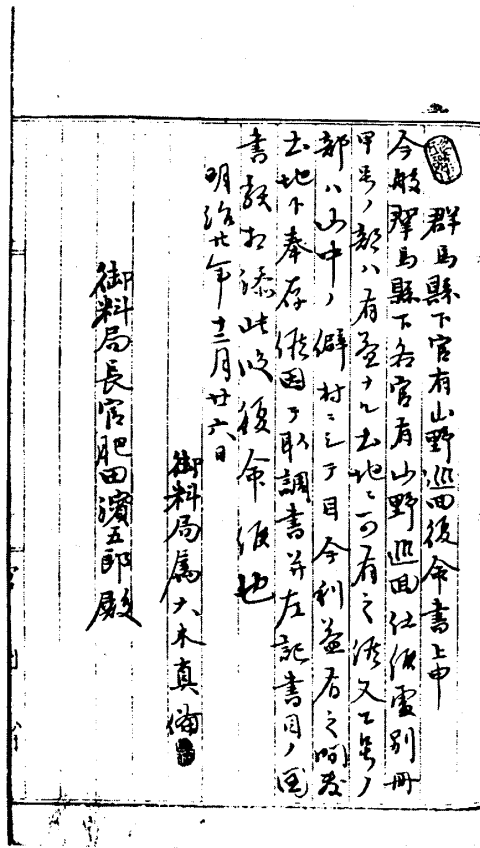 群馬縣下官有山野巡回復命書上申
今般群馬縣下各官有山野巡回仕候處別冊
甲号ノ部ハ有益ナル土地ニ可有之候又乙号ノ
部ハ山中ノ僻村ニシテ目今利益有之間敷
土地ト奉存候因テ取調書并左記書目ノ図
書類相添此段復命候也
明治廿年十二月廿六日
御料局属大木真備
御料局長官肥田濱五郎殿